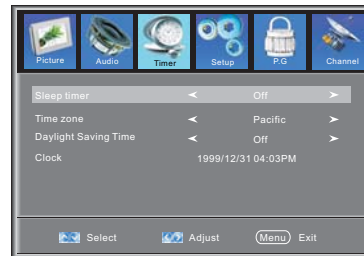 Picture Audio Timer Setup P.G Channel
Sleep timer Off
Time zone Pacific
Daylight Saving Time Off
Clock 1999/12/31 04:03PM
Select Adjust Menu Exit